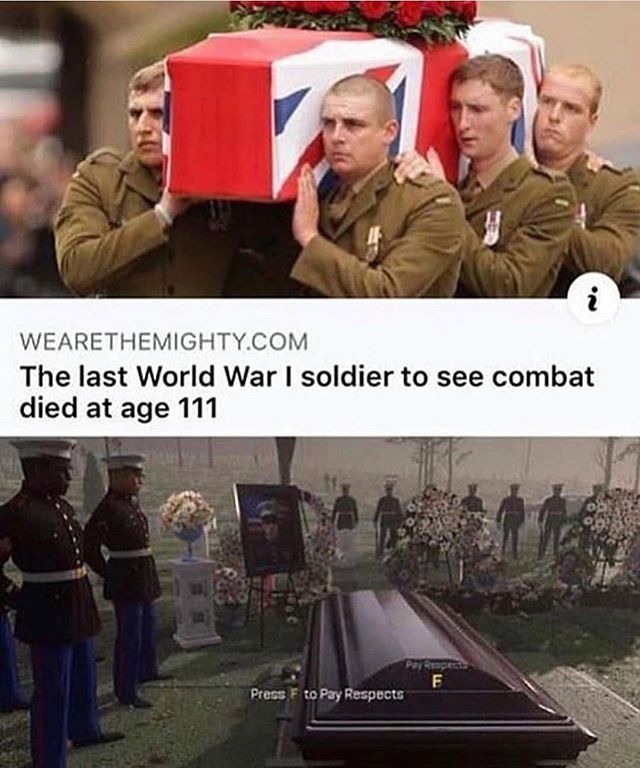 i
WEARETHEMIGHTY.COM
The last World War I soldier to see combat
died at age 111
Pay Respects
F
Press F to Pay Respects